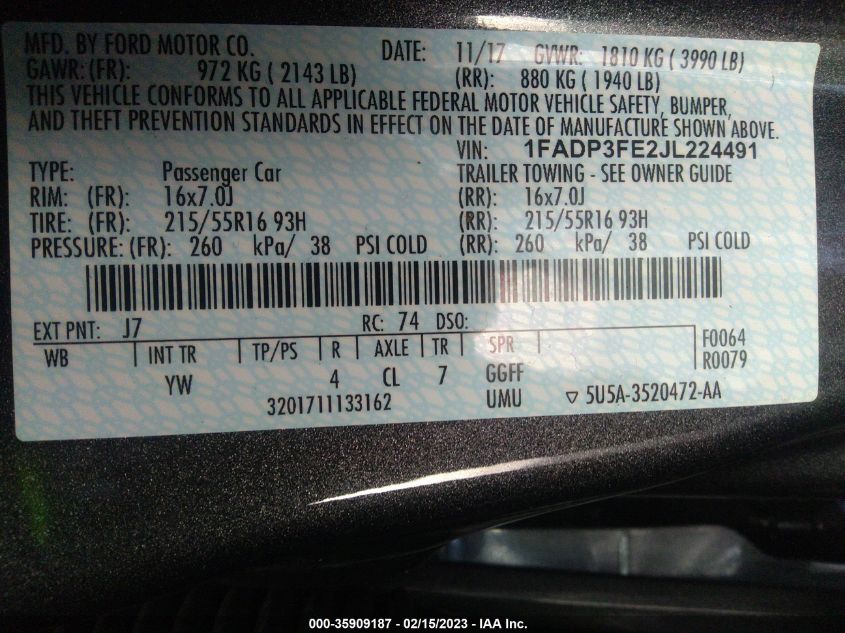 MFD. BY FORD MOTOR CO. DATE: 11/17 GVWR: 1810 KG ( 3990 LB)
GAWR: (FR): 972 KG ( 2143 LB) (RR): 880 KG ( 1940 LB)
THIS VEHICLE CONFORMS TO ALL APPLICABLE FEDERAL MOTOR VEHICLE SAFETY, BUMPER,
AND THEFT PREVENTION STANDARDS IN EFFECT ON THE DATE OF MANUFACTURE SHOWN ABOVE.
VIN: 1FADP3FE2JL224491
TYPE: Passenger Car TRAILER TOWING - SEE OWNER GUIDE
RIM: (FR): 16x7.0J (RR): 16x7.0J
TIRE: (FR): 215/55R16 93H (RR): 215/55R16 93H
PRESSURE: (FR): 260 kPa/ 38 PSI COLD (RR): 260 kPa/ 38 PSI COLD
EXT PNT: J7 RC: 74 DSO:
WB INT TR TP/PS R AXLE TR SPR F0064
YW 4 CL 7 GGFF R0079
3201711133162 UMU 5U5A-3520472-AA
000-35909187 - 02/15/2023 - IAA Inc.